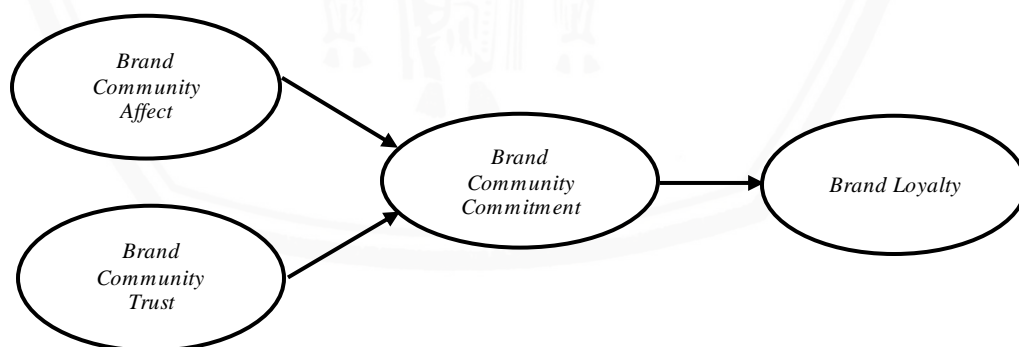 Brand
Community
Affect
Brand
Community
Trust
Brand
Community
Commitment
Brand Loyalty